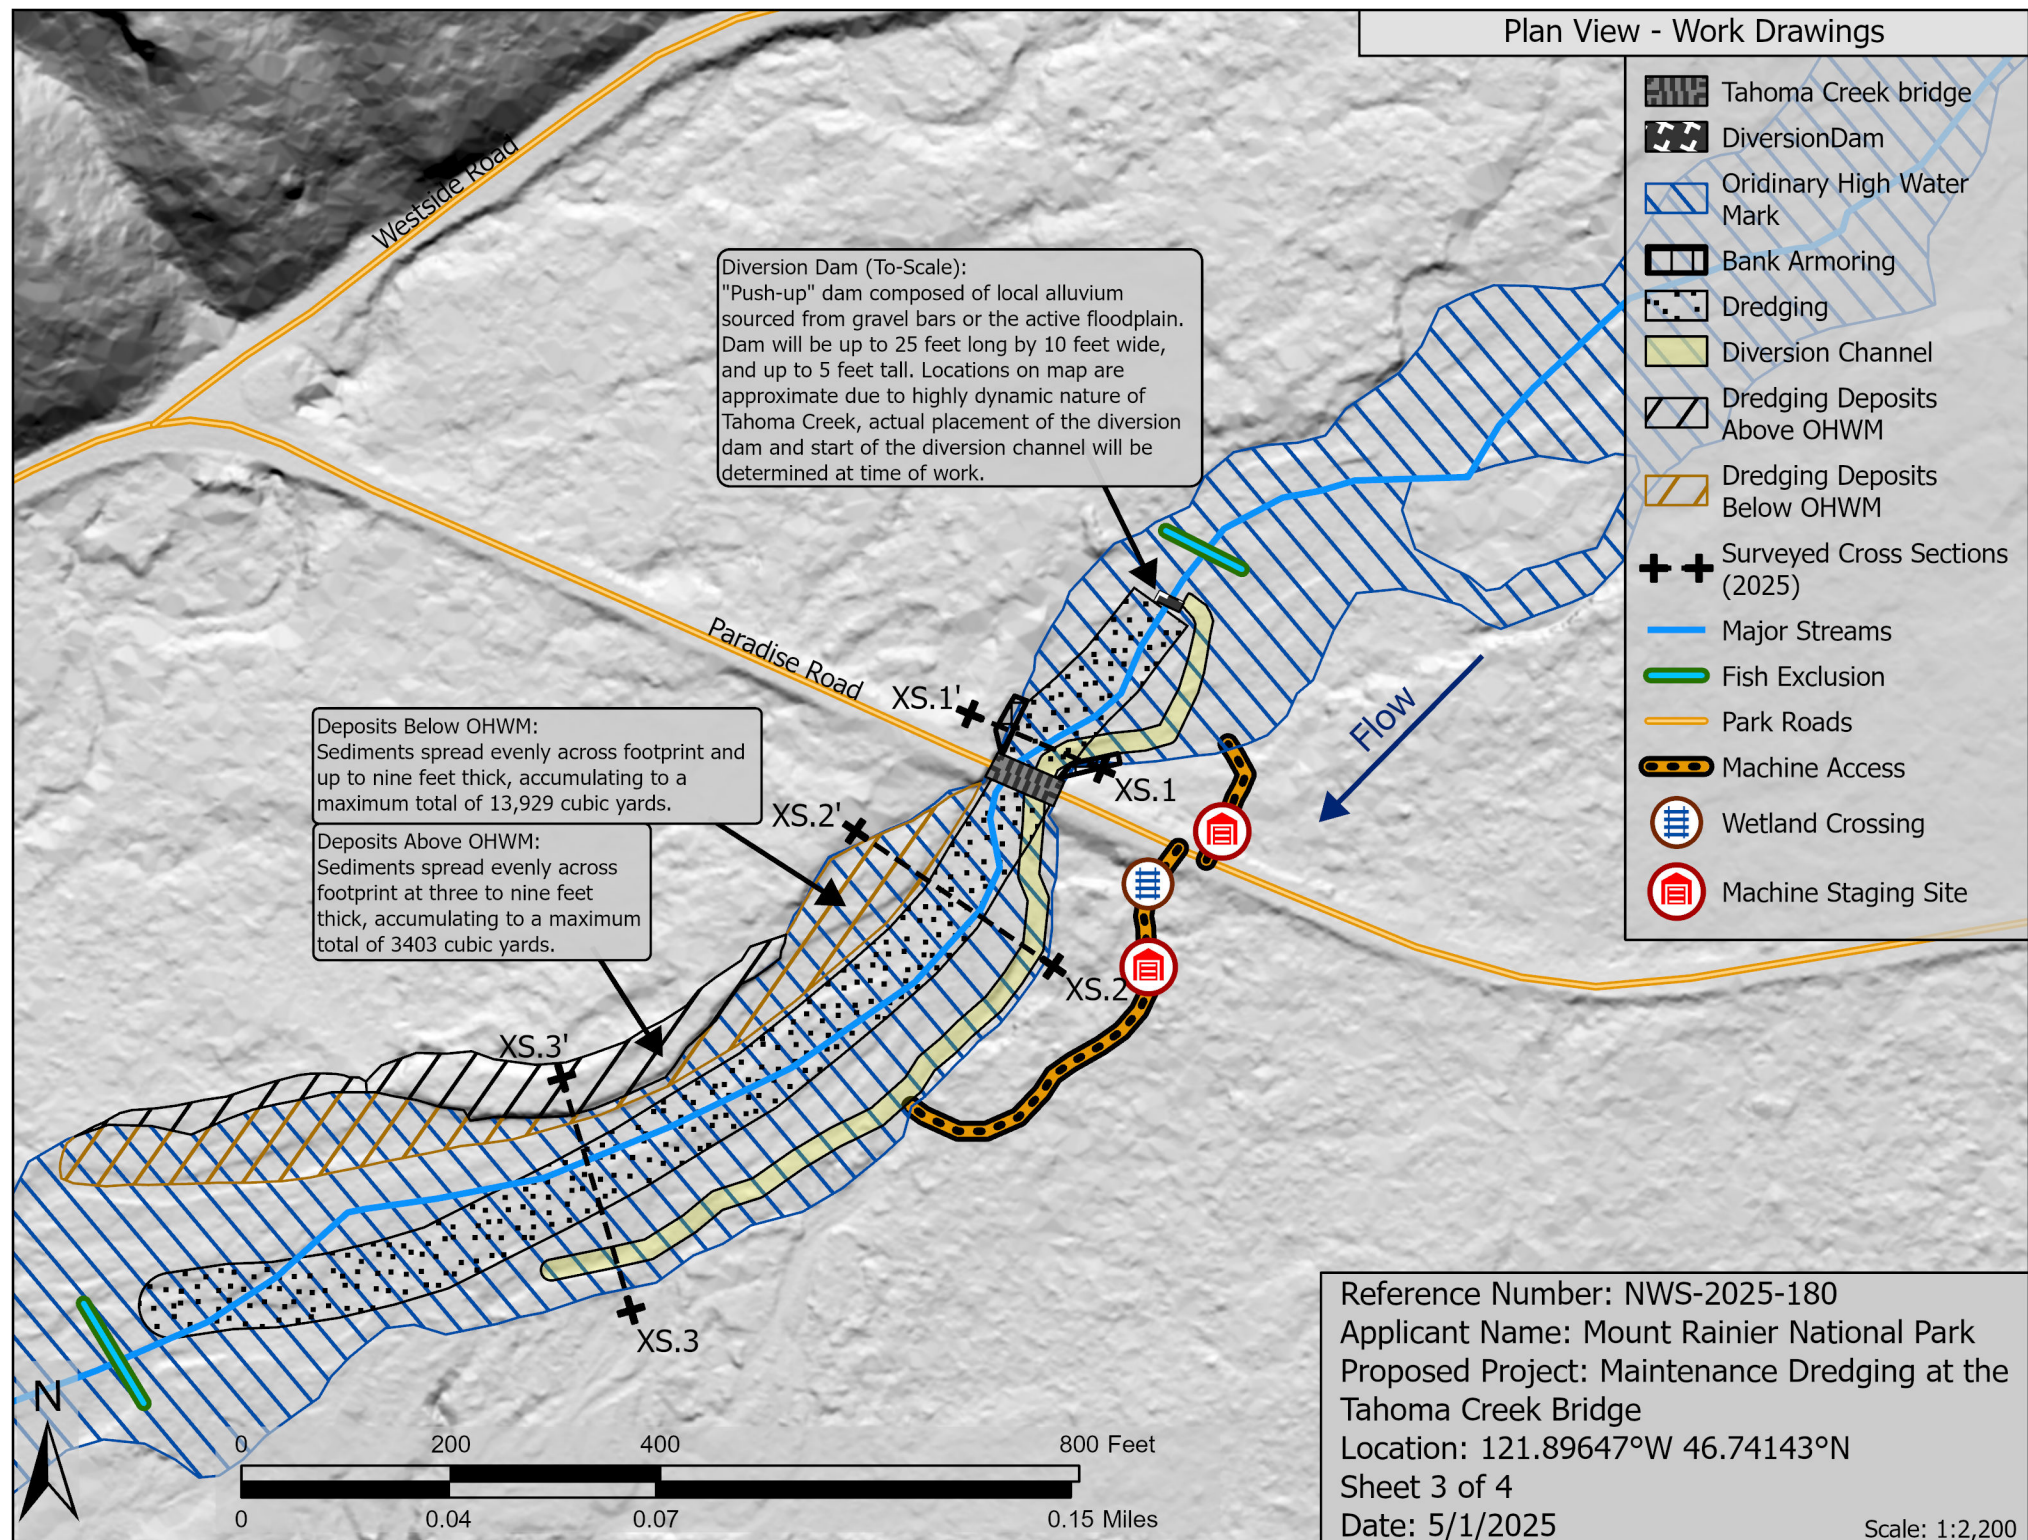 Plan View - Work Drawings
Tahoma Creek bridge
DiversionDam
Oridinary High Water
Mark
Bank Armoring
Dredging
Diversion Channel
Dredging Deposits
Above OHWM
Dredging Deposits
Below OHWM
Surveyed Cross Sections
(2025)
Major Streams
Fish Exclusion
Park Roads
Machine Access
Wetland Crossing
Machine Staging Site
Westside Road
Diversion Dam (To-Scale):
"Push-up" dam composed of local alluvium
sourced from gravel bars or the active floodplain.
Dam will be up to 25 feet long by 10 feet wide,
and up to 5 feet tall. Locations on map are
approximate due to highly dynamic nature of
Tahoma Creek, actual placement of the diversion
dam and start of the diversion channel will be
determined at time of work.
Paradise Road
XS.1'
XS.1
Flow
Deposits Below OHWM:
Sediments spread evenly across footprint and
up to nine feet thick, accumulating to a
maximum total of 13,929 cubic yards.
XS.2'
XS.2
Deposits Above OHWM:
Sediments spread evenly across
footprint at three to nine feet
thick, accumulating to a maximum
total of 3403 cubic yards.
XS.3'
XS.3
N
0 200 400 800 Feet
0 0.04 0.07 0.15 Miles
Reference Number: NWS-2025-180
Applicant Name: Mount Rainier National Park
Proposed Project: Maintenance Dredging at the
Tahoma Creek Bridge
Location: 121.89647°W 46.74143°N
Sheet 3 of 4
Date: 5/1/2025
Scale: 1:2,200